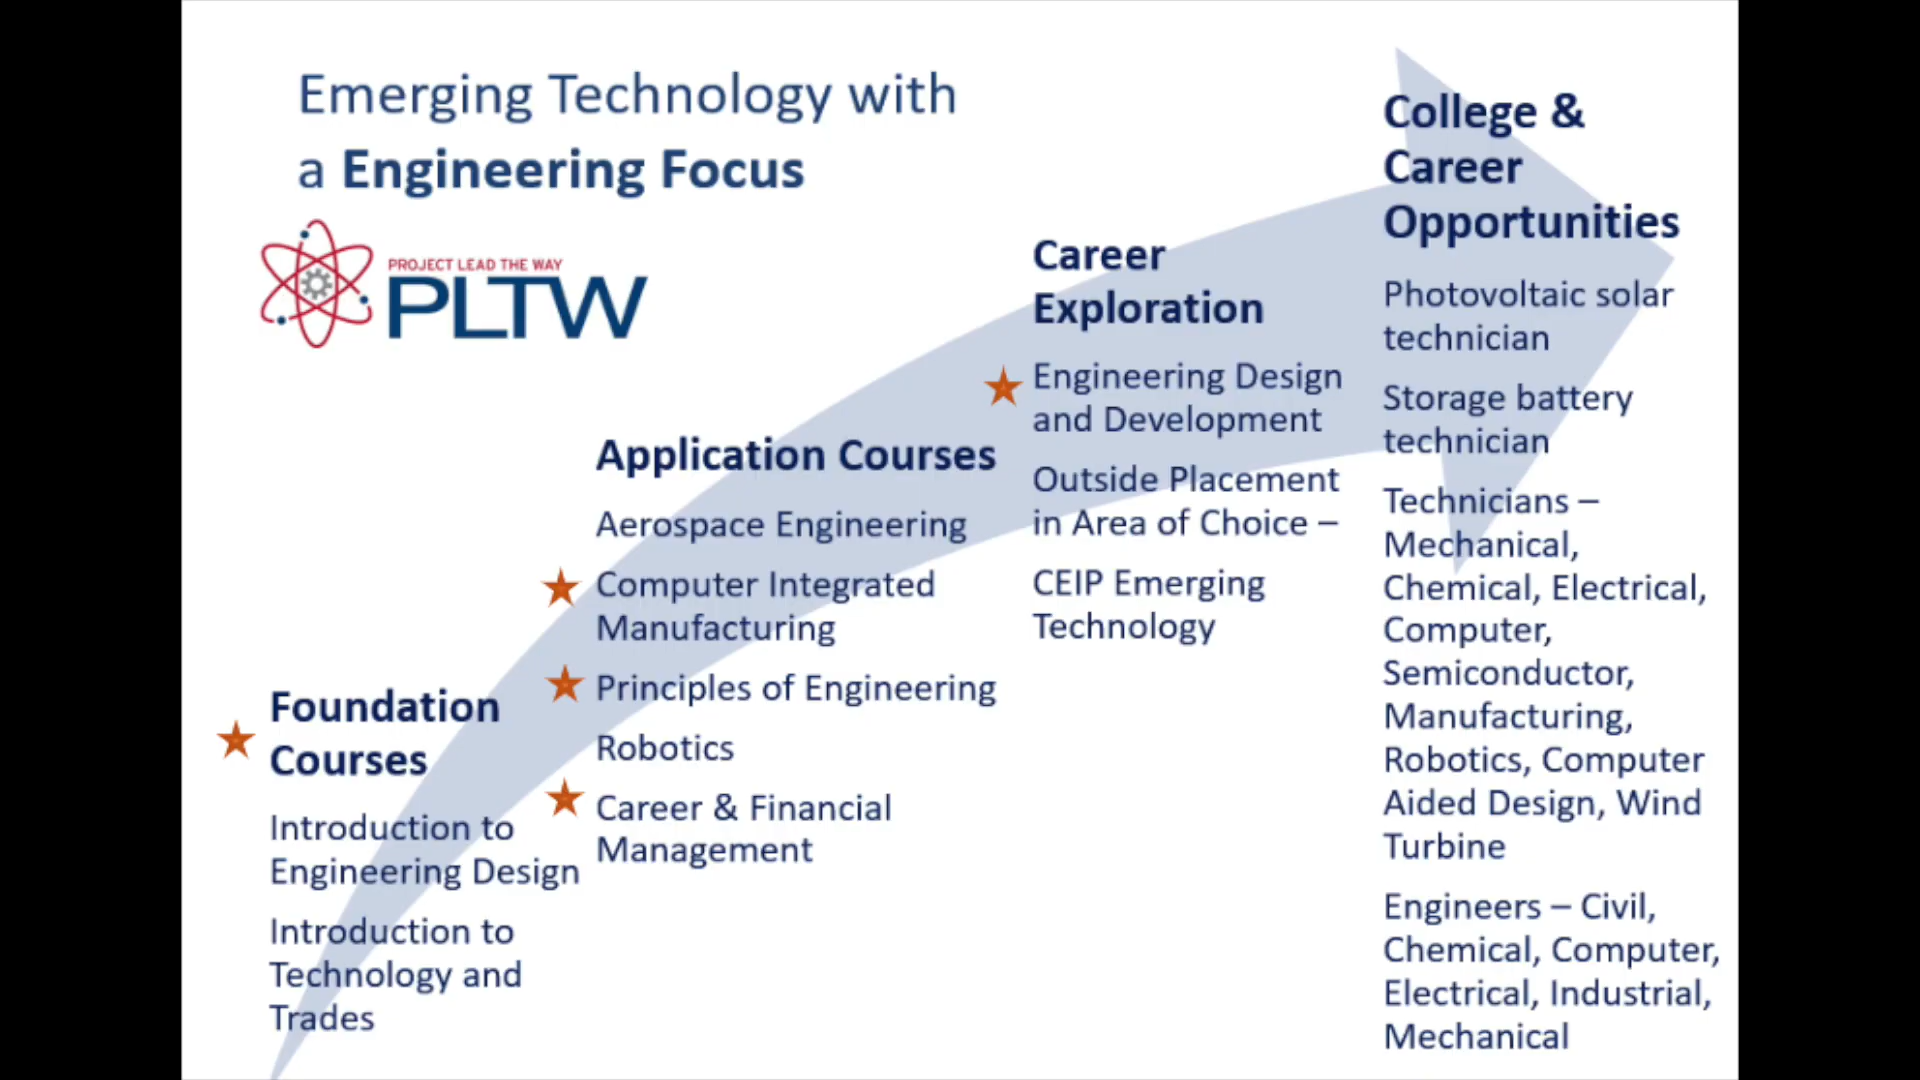 Emerging Technology with
a Engineering Focus
PROJECT LEAD THE WAY
PLTW
Foundation
Courses
Introduction to
Engineering Design
Introduction to
Technology and
Trades
Application Courses
Aerospace Engineering
Computer Integrated
Manufacturing
Principles of Engineering
Robotics
Career & Financial
Management
Career
Exploration
Engineering Design
and Development
Outside Placement
in Area of Choice –
CEIP Emerging
Technology
College &
Career
Opportunities
Photovoltaic solar
technician
Storage battery
technician
Technicians –
Mechanical,
Chemical, Electrical,
Computer,
Semiconductor,
Manufacturing,
Robotics, Computer
Aided Design, Wind
Turbine
Engineers – Civil,
Chemical, Computer,
Electrical, Industrial,
Mechanical